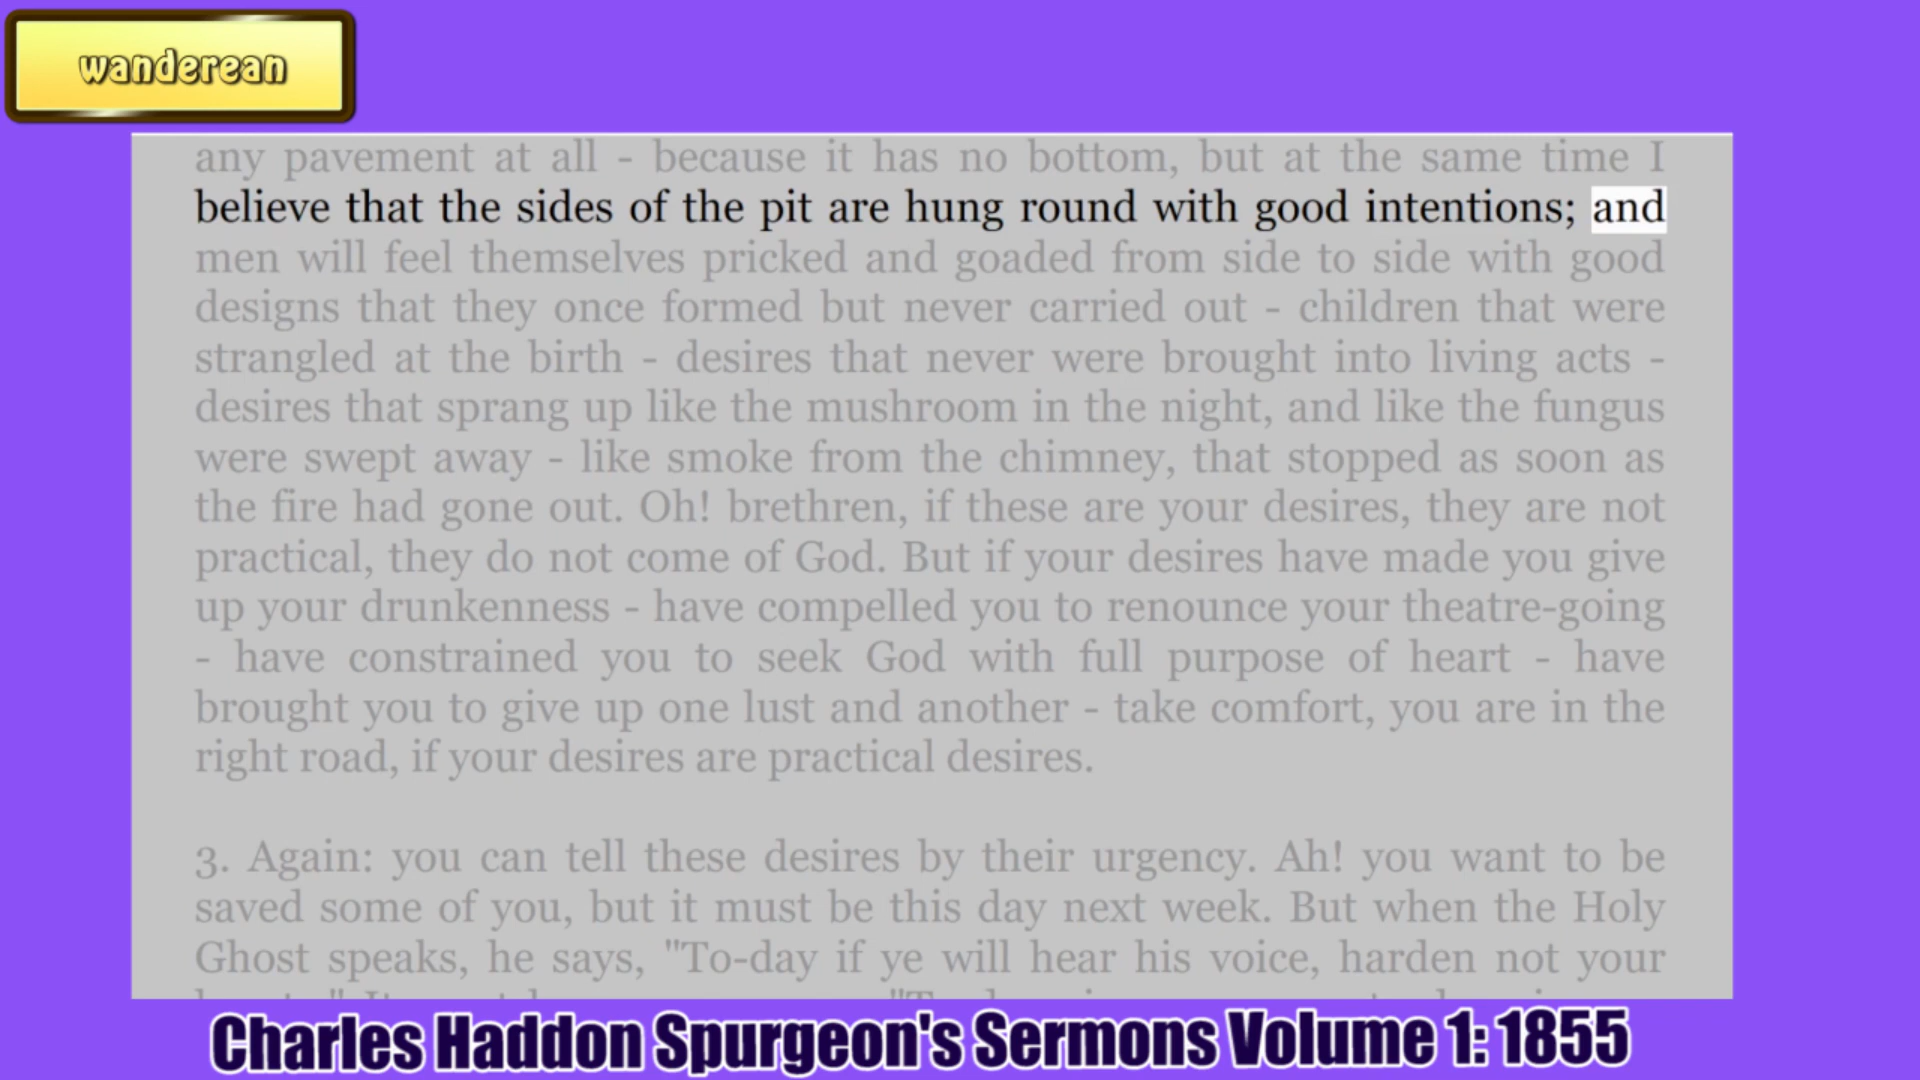 wanderean
any pavement at all - because it has no bottom, but at the same time I
believe that the sides of the pit are hung round with good intentions; and
men will feel themselves pricked and goaded from side to side with good
designs that they once formed but never carried out - children that were
strangled at the birth - desires that never were brought into living acts -
desires that sprang up like the mushroom in the night, and like the fungus
were swept away - like smoke from the chimney, that stopped as soon as
the fire had gone out. Oh! brethren, if these are your desires, they are not
practical, they do not come of God. But if your desires have made you give
up your drunkenness - have compelled you to renounce your theatre-going
- have constrained you to seek God with full purpose of heart - have
brought you to give up one lust and another - take comfort, you are in the
right road, if your desires are practical desires.
3. Again: you can tell these desires by their urgency. Ah! you want to be
saved some of you, but it must be this day next week. But when the Holy
Ghost speaks, he says, "To-day if ye will hear his voice, harden not your
Charles Haddon Spurgeon's Sermons Volume 1: 1855